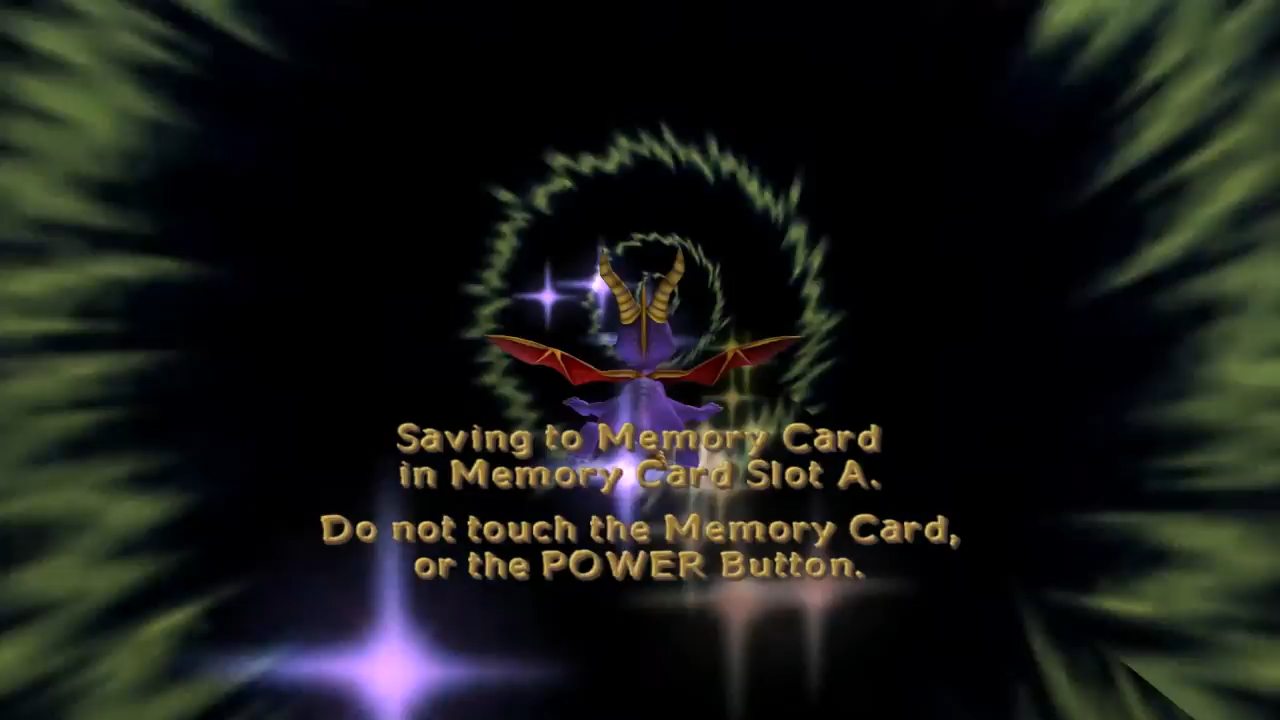 Saving to Memory Card
in Memory Card Slot A.
Do not touch the Memory Card,
or the POWER Button.